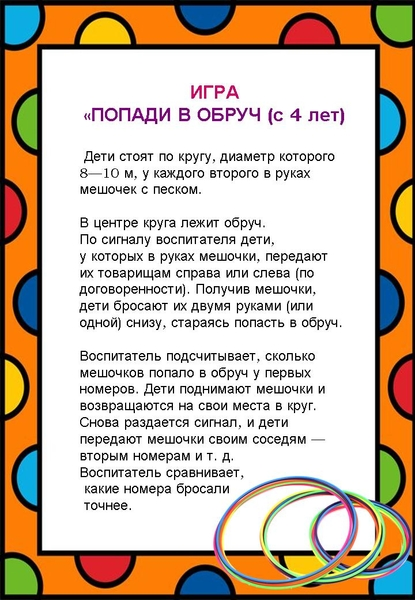 ИГРА
«ПОПАДИ В ОБРУЧ (с 4 лет)
Дети стоят по кругу, диаметр которого
8—10 м, у каждого второго в руках
мешочек с песком.
В центре круга лежит обруч.
По сигналу воспитателя дети,
у которых в руках мешочки, передают
их товарищам справа или слева (по
договоренности). Получив мешочки,
дети бросают их двумя руками (или
одной) снизу, стараясь попасть в обруч.
Воспитатель подсчитывает, сколько
мешочков попало в обруч у первых
номеров. Дети поднимают мешочки и
возвращаются на свои места в круг.
Снова раздается сигнал, и дети
передают мешочки своим соседям —
вторым номерам и т. д.
Воспитатель сравнивает,
какие номера бросали
точнее.